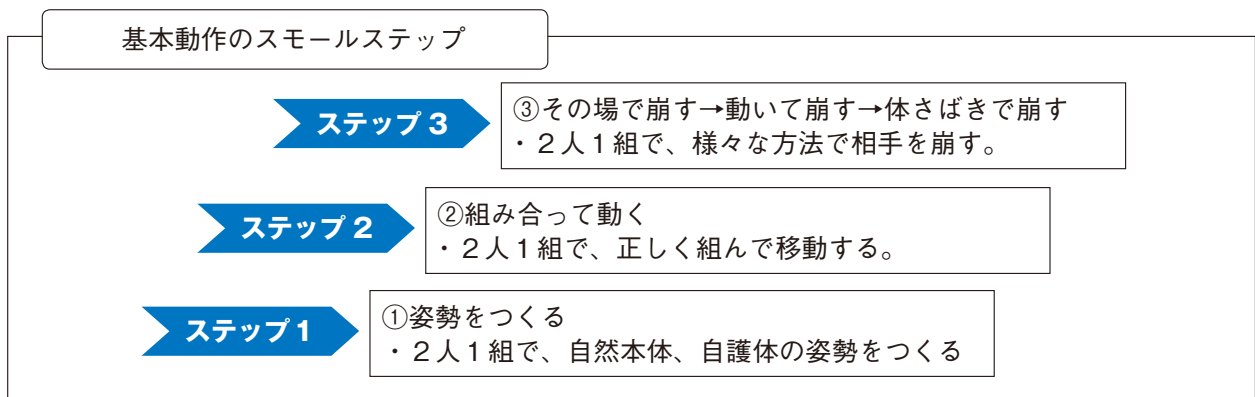 基本動作のスモールステップ
ステップ 3
③その場で崩す→動いて崩す→体さばきで崩す
・２人１組で、様々な方法で相手を崩す。
ステップ 2
②組み合って動く
・２人１組で、正しく組んで移動する。
ステップ 1
①姿勢をつくる
・２人１組で、自然本体、自護体の姿勢をつくる